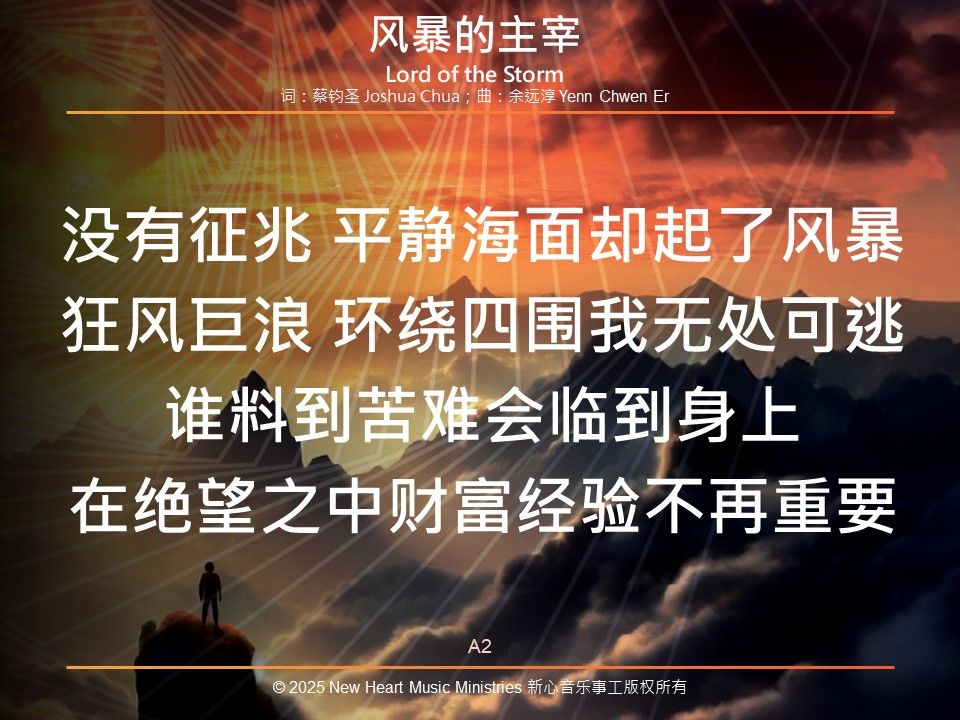 风暴的主宰
Lord of the Storm
词：蔡钧圣 Joshua Chua；曲：余远淳 Yenn Chwen Er
没有征兆 平静海面却起了风暴
狂风巨浪 环绕四围我无处可逃
谁料到苦难会临到身上
在绝望之中财富经验不再重要
A2
© 2025 New Heart Music Ministries 新心音乐事工版权所有